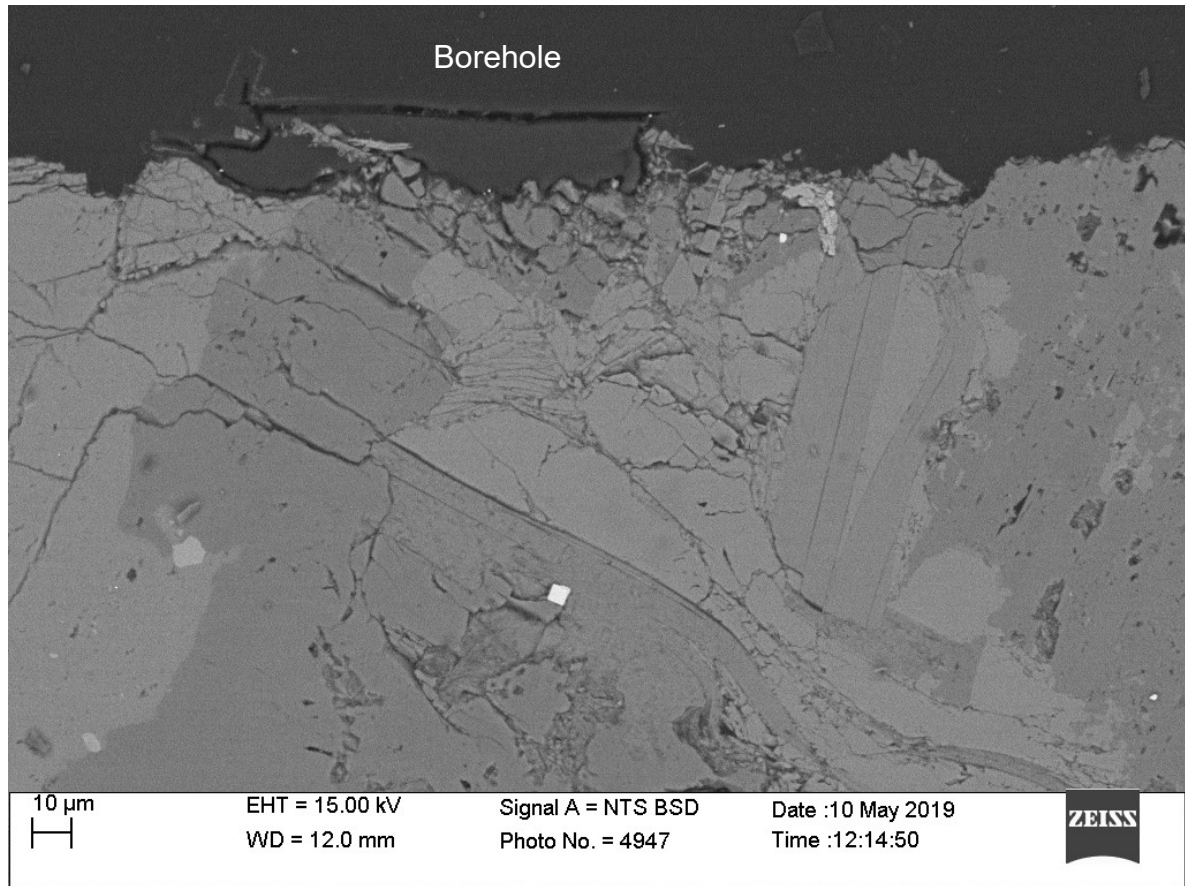 Borehole
10 µm
EHT = 15.00 kV
WD = 12.0 mm
Signal A = NTS BSD
Photo No. = 4947
Date :10 May 2019
Time :12:14:50
ZEISS